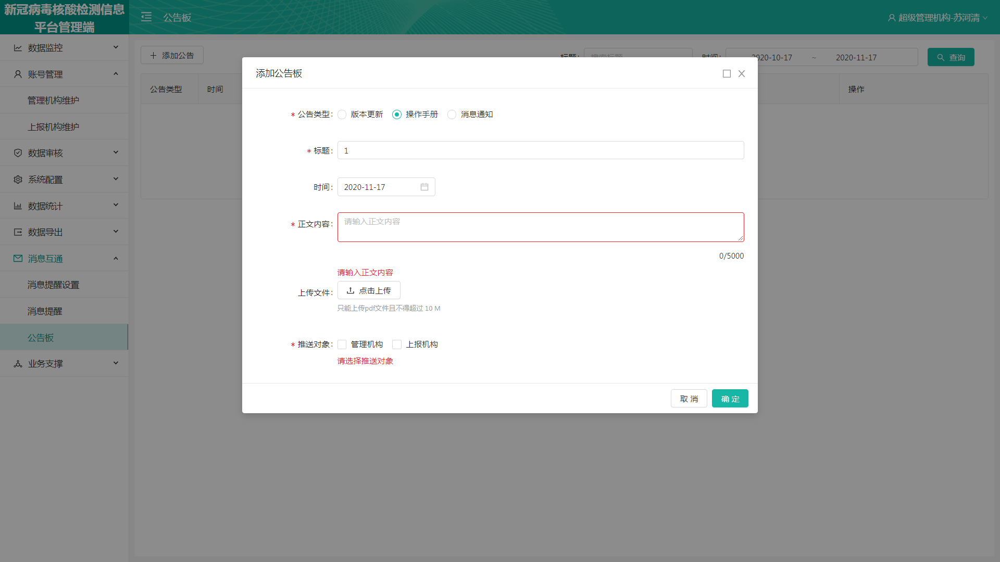 新冠病毒核酸检测信息
平台管理端
公告板
超级管理机构-苏河清
数据监控
账号管理
管理机构维护
上报机构维护
数据审核
系统配置
数据统计
数据导出
消息互通
消息提醒设置
消息提醒
公告板
业务支撑
添加公告
标题:
搜索标题
时间:
2020-10-17 ~ 2020-11-17
查询
公告类型
时间
操作
添加公告板
* 公告类型: 版本更新 操作手册 消息通知
* 标题: 1
时间: 2020-11-17
* 正文内容: 请输入正文内容
0/5000
请输入正文内容
上传文件: 点击上传
只能上传pdf文件且不得超过 10 M
* 推送对象: 管理机构 上报机构
请选择推送对象
取 消
确 定